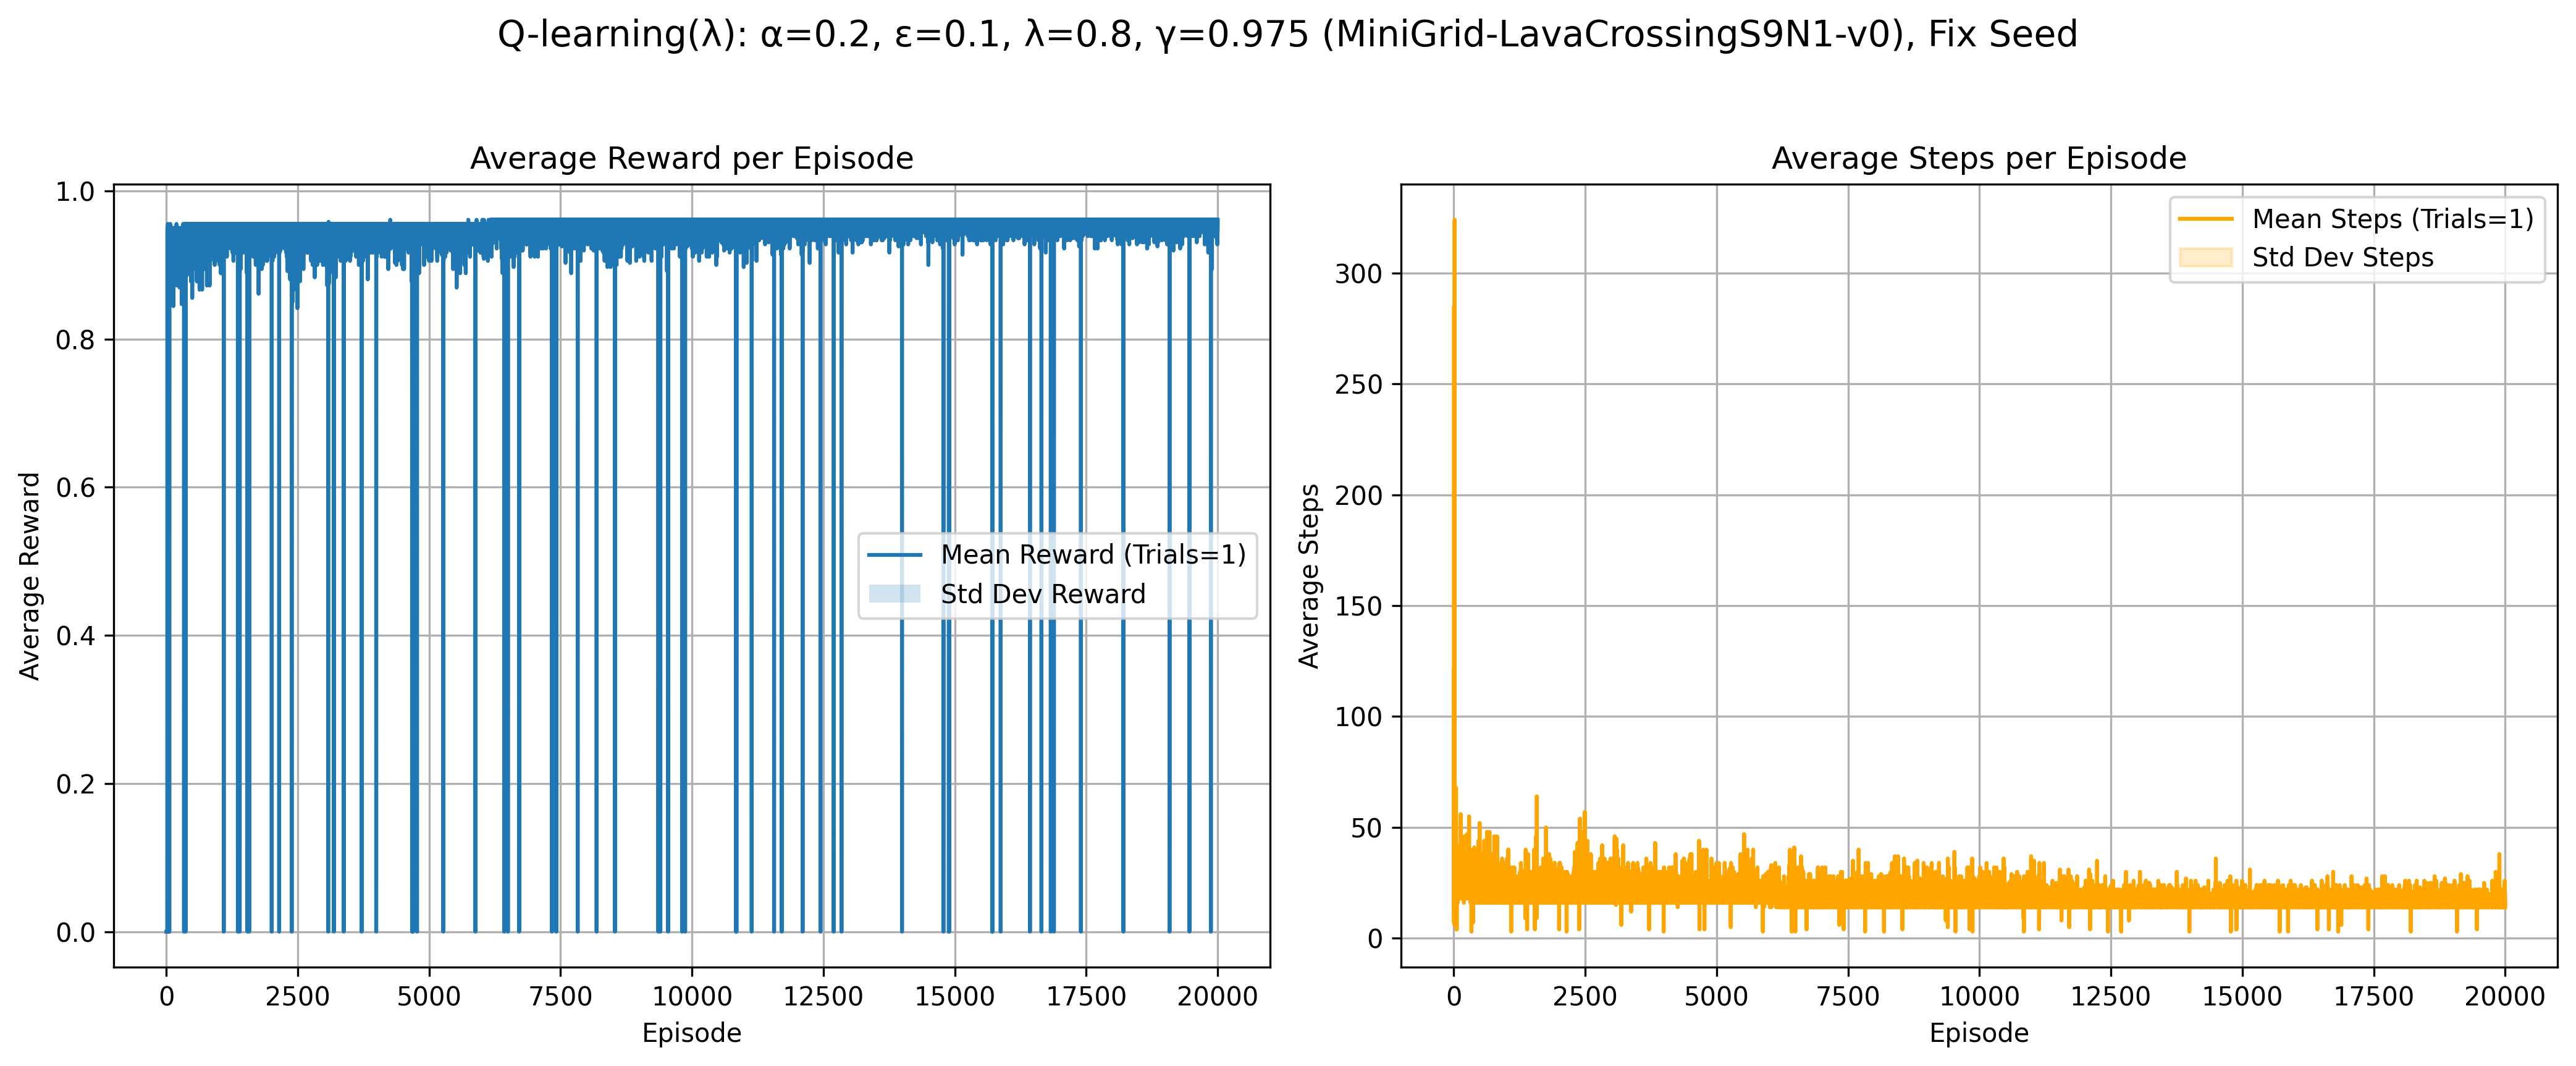 Q-learning(λ): α=0.2, ε=0.1, λ=0.8, γ=0.975 (MiniGrid-LavaCrossingS9N1-v0), Fix Seed
Average Reward per Episode
1.0
0.8
0.6
0.4
0.2
0.0
Average Reward
Mean Reward (Trials=1)
Std Dev Reward
0 2500 5000 7500 10000 12500 15000 17500 20000
Episode
Average Steps per Episode
300
250
200
150
100
50
0
Average Steps
Mean Steps (Trials=1)
Std Dev Steps
0 2500 5000 7500 10000 12500 15000 17500 20000
Episode